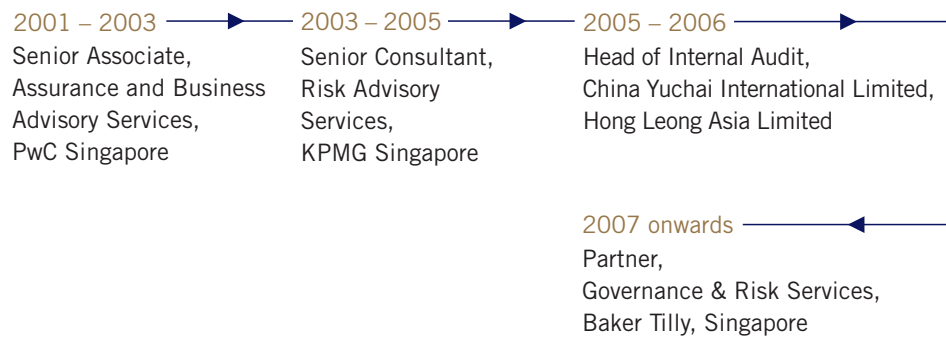 2001 – 2003
Senior Associate,
Assurance and Business
Advisory Services,
PwC Singapore
2003 – 2005
Senior Consultant,
Risk Advisory
Services,
KPMG Singapore
2005 – 2006
Head of Internal Audit,
China Yuchai International Limited,
Hong Leong Asia Limited
2007 onwards
Partner,
Governance & Risk Services,
Baker Tilly, Singapore